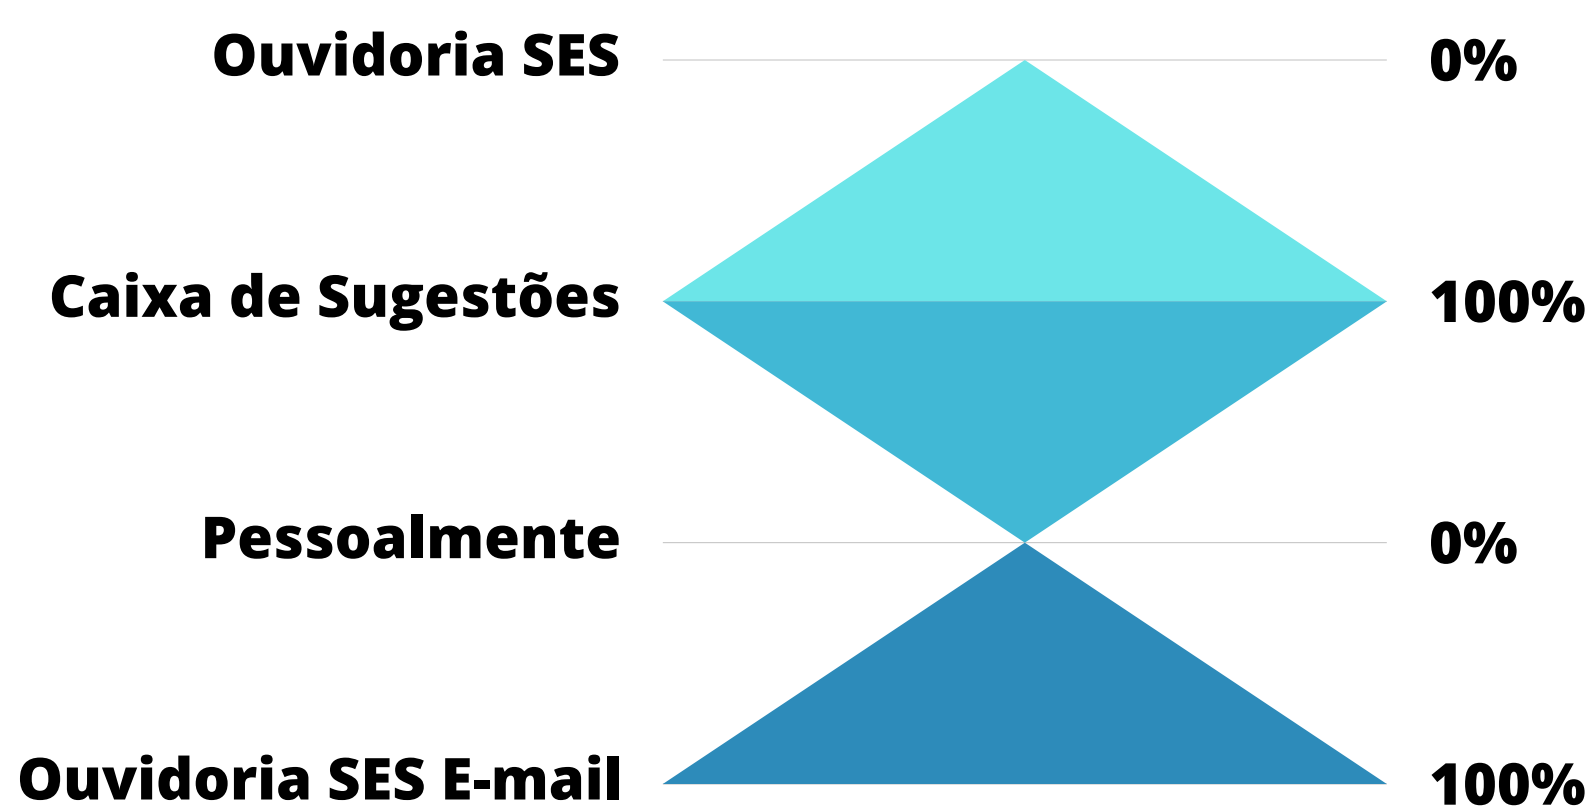 Ouvidoria SES 0%
Caixa de Sugestões 100%
Pessoalmente 0%
Ouvidoria SES E-mail 100%